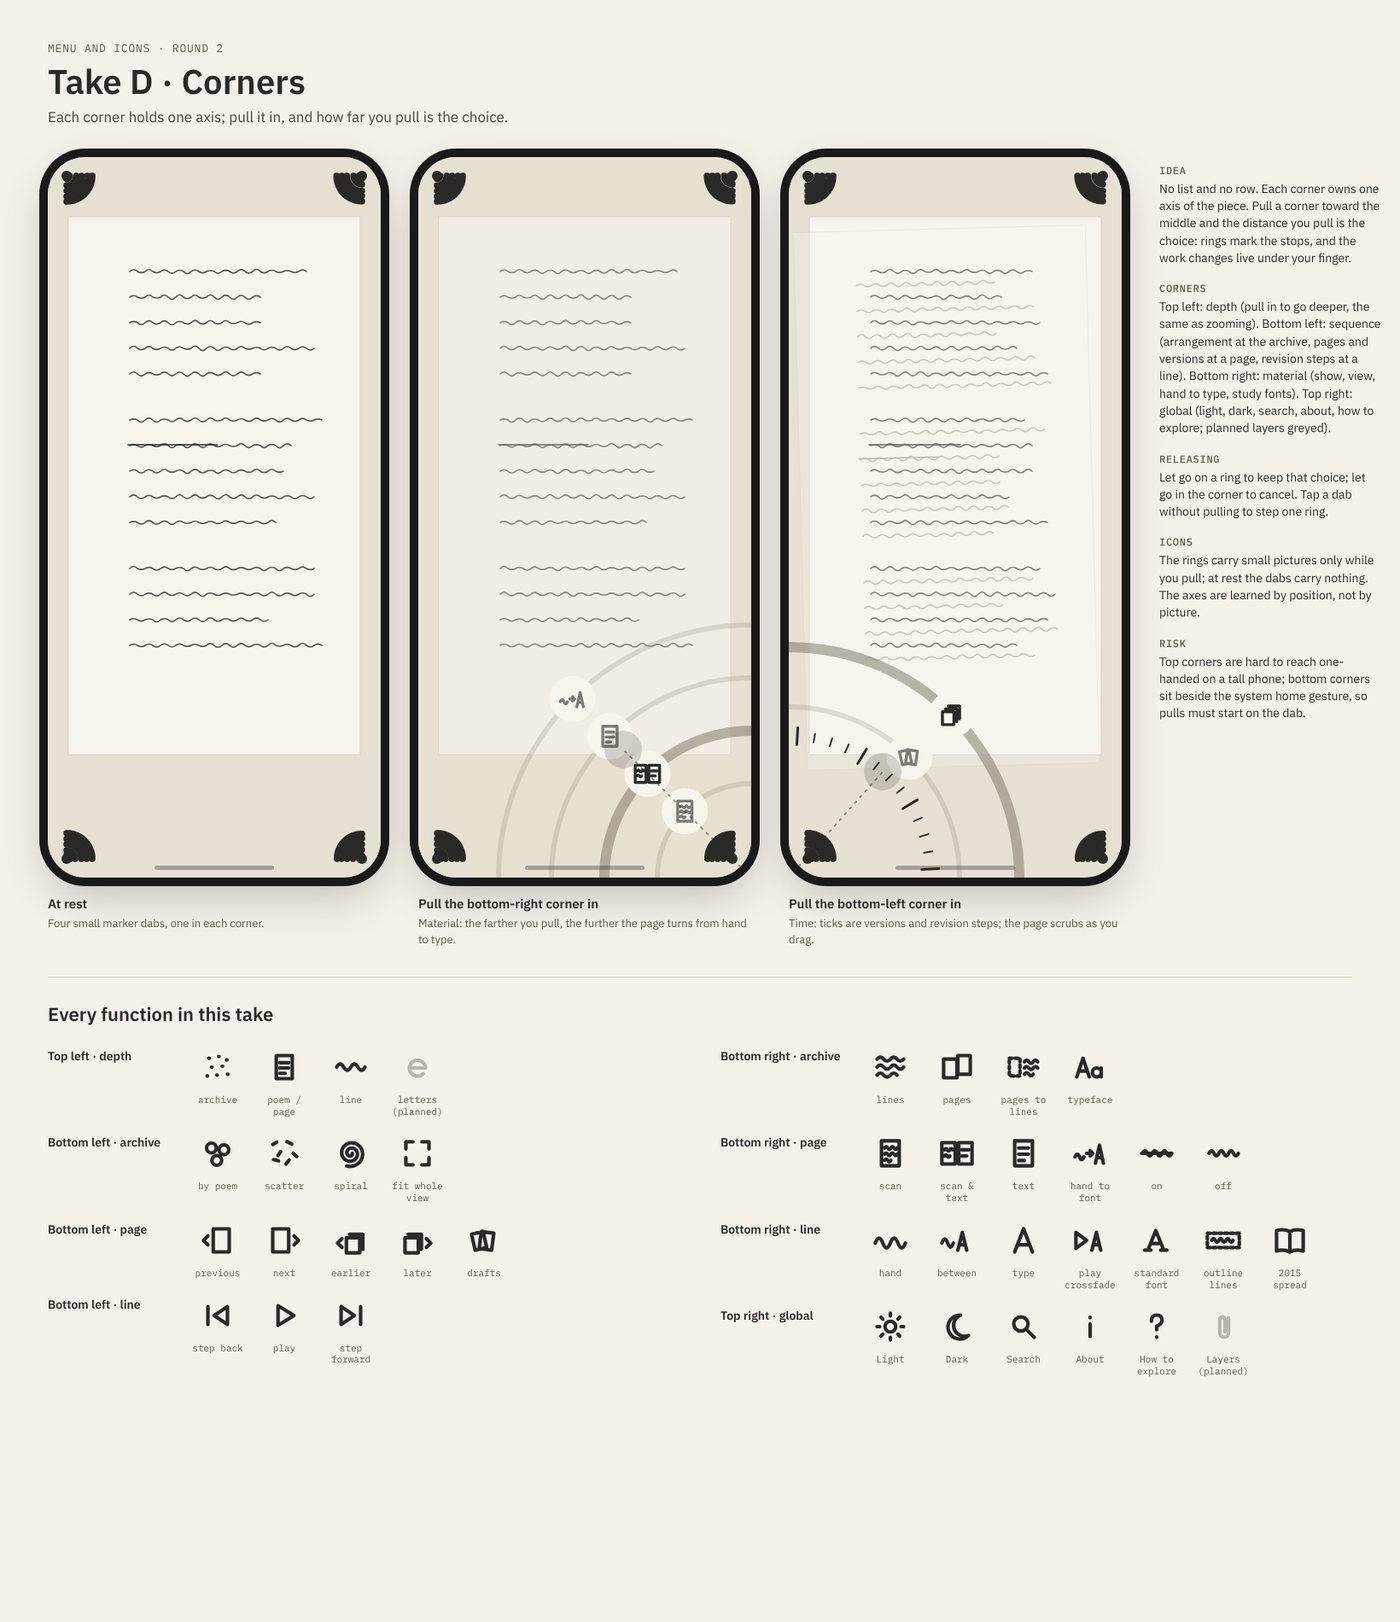 MENU AND ICONS · ROUND 2
Take D · Corners
Each corner holds one axis; pull it in, and how far you pull is the choice.
IDEA
No list and no row. Each corner owns one
axis of the piece. Pull a corner toward the
middle and the distance you pull is the
choice: rings mark the stops, and the
work changes live under your finger.
CORNERS
Top left: depth (pull in to go deeper, the
same as zooming). Bottom left: sequence
(arrangement at the archive, pages and
versions at a page, revision steps at a
line). Bottom right: material (show, view,
hand to type, study fonts). Top right:
global (light, dark, search, about, how to
explore; planned layers greyed).
RELEASING
Let go on a ring to keep that choice; let
go in the corner to cancel. Tap a dab
without pulling to step one ring.
ICONS
The rings carry small pictures only while
you pull; at rest the dabs carry nothing.
The axes are learned by position, not by
picture.
RISK
Top corners are hard to reach one-
handed on a tall phone; bottom corners
sit beside the system home gesture, so
pulls must start on the dab.
At rest
Four small marker dabs, one in each corner.
Pull the bottom-right corner in
Material: the farther you pull, the further the page turns from hand
to type.
Pull the bottom-left corner in
Time: ticks are versions and revision steps; the page scrubs as you
drag.
Every function in this take
Top left · depth
archive
poem /
page
line
e
letters
(planned)
Bottom left · archive
by poem
scatter
spiral
fit whole
view
Bottom left · page
previous
next
earlier
later
drafts
Bottom left · line
step back
play
step
forward
Bottom right · archive
lines
pages
pages to
lines
Aa
typeface
Bottom right · page
scan
scan &
text
text
A
hand to
font
on
off
Bottom right · line
hand
A
between
A
type
A
play
crossfade
A
standard
font
outline
lines
2015
spread
Top right · global
Light
Dark
Search
i
About
?
How to
explore
Layers
(planned)